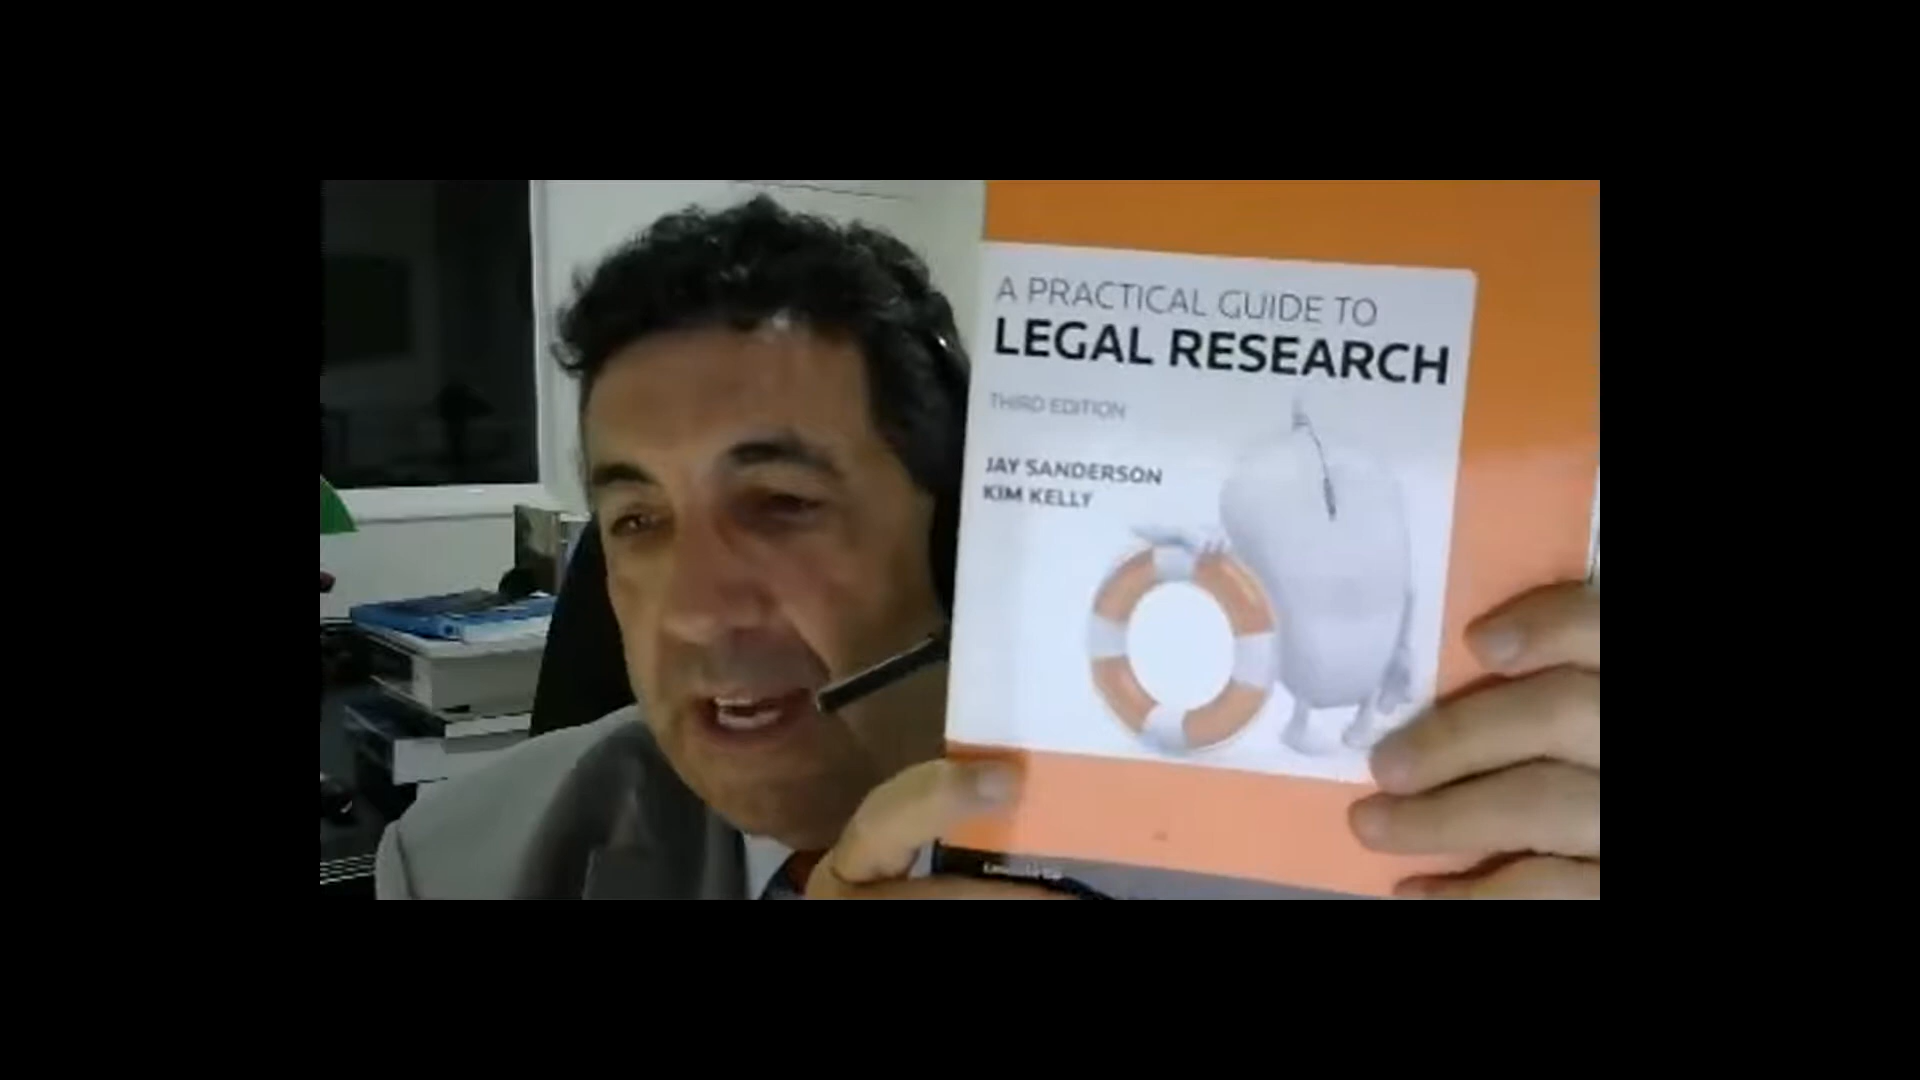 A PRACTICAL GUIDE TO
LEGAL RESEARCH
THIRD EDITION
JAY SANDERSON
KIM KELLY